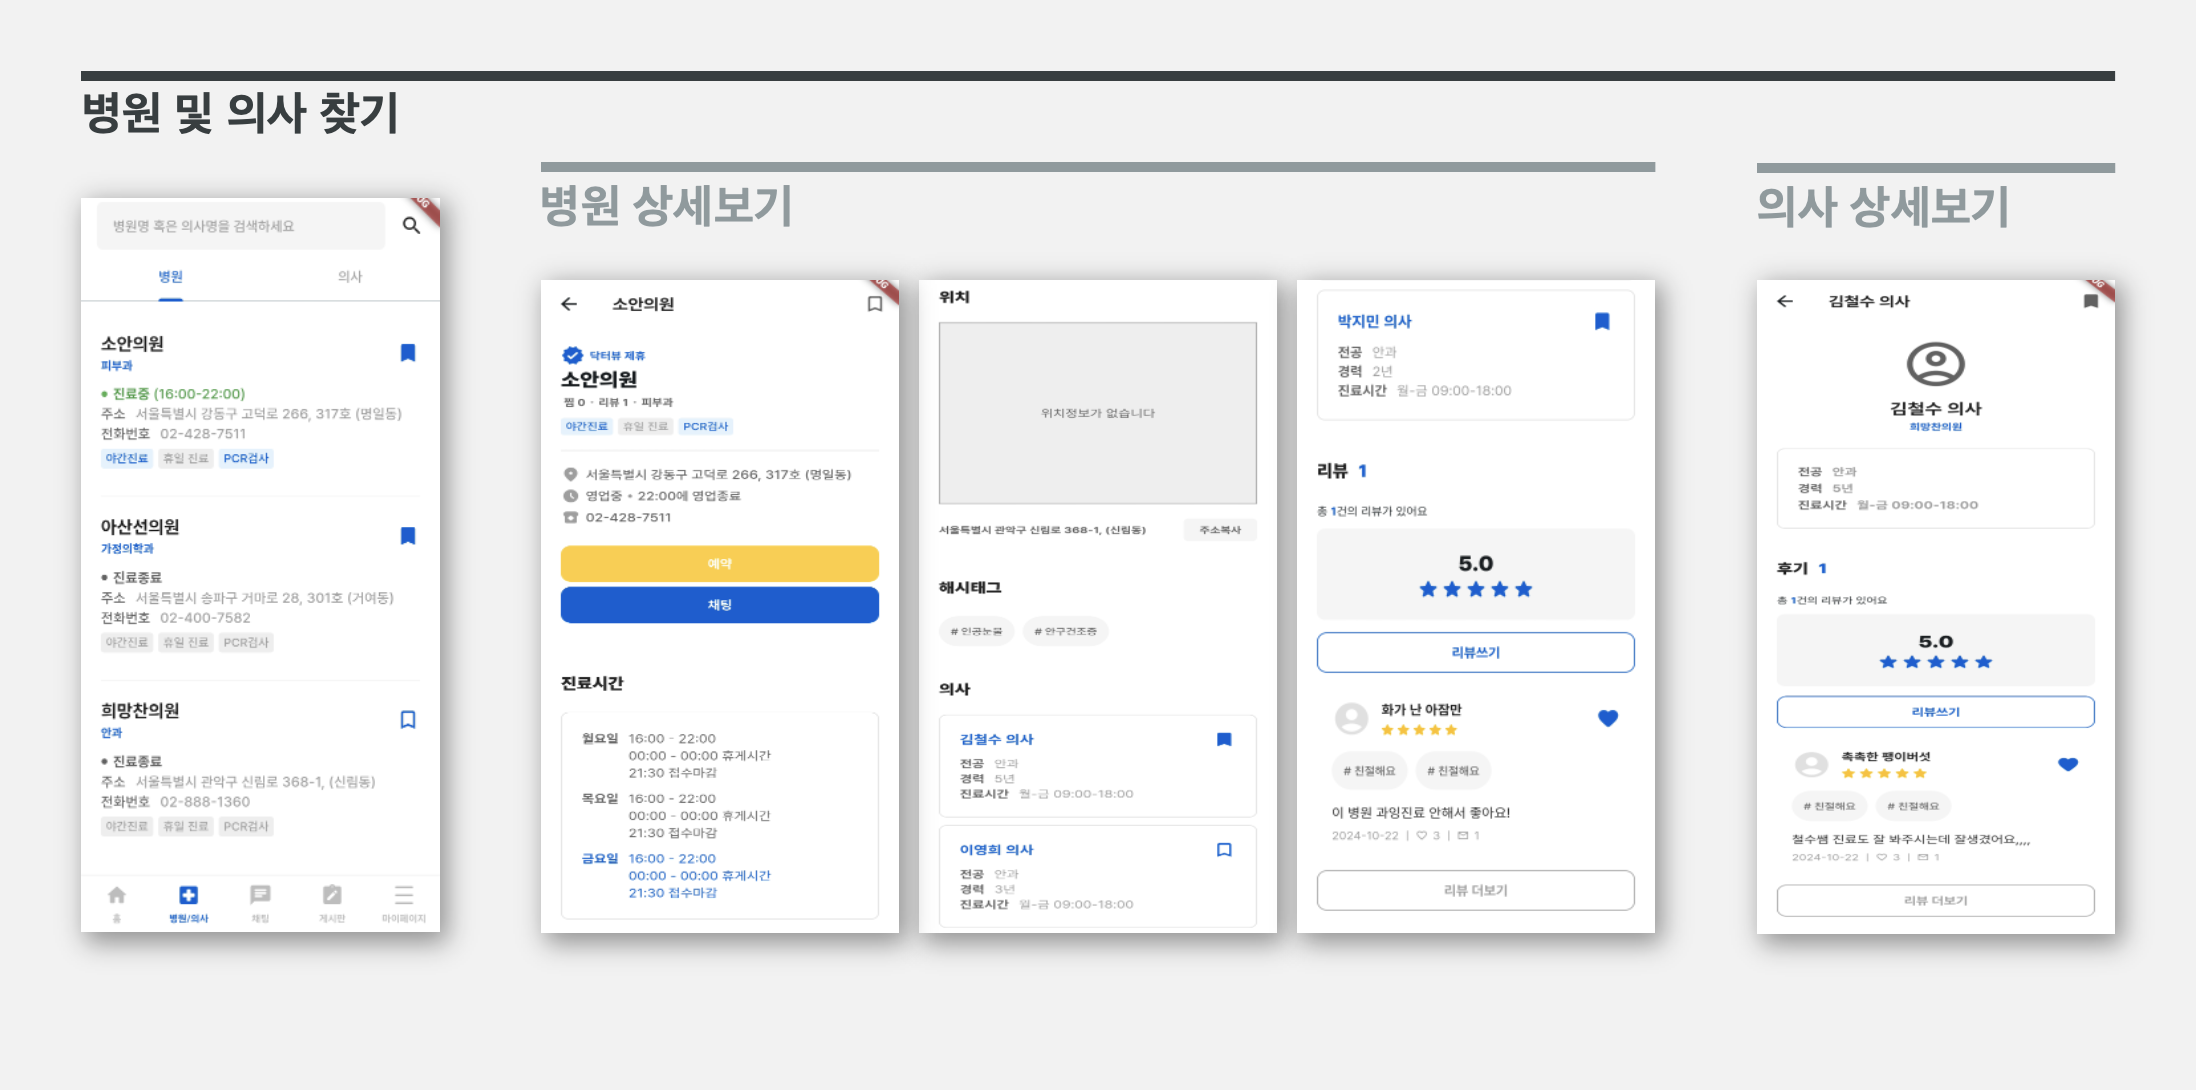 병원 및 의사 찾기
병원명 혹은 의사명을 검색하세요
병원 의사
소안의원
피부과
• 진료중 (16:00-22:00)
주소 서울특별시 강동구 고덕로 266, 317호 (명일동)
전화번호 02-428-7511
야간진료 휴일 진료 PCR검사
아산선의원
가정의학과
• 진료종료
주소 서울특별시 송파구 거마로 28, 301호 (거여동)
전화번호 02-400-7582
야간진료 휴일 진료 PCR검사
희망찬의원
안과
• 진료종료
주소 서울특별시 관악구 신림로 368-1, (신림동)
전화번호 02-888-1360
야간진료 휴일 진료 PCR검사
홈 병원/의사 채팅 게시판 마이페이지
병원 상세보기
소안의원
닥터뷰 제휴
소안의원
찜 0 · 리뷰 1 · 피부과
야간진료 휴일 진료 PCR검사
서울특별시 강동구 고덕로 266, 317호 (명일동)
영업중 • 22:00에 영업종료
02-428-7511
예약
채팅
진료시간
월요일 16:00 - 22:00
00:00 - 00:00 휴게시간
21:30 접수마감
목요일 16:00 - 22:00
00:00 - 00:00 휴게시간
21:30 접수마감
금요일 16:00 - 22:00
00:00 - 00:00 휴게시간
21:30 접수마감
위치
위치정보가 없습니다
서울특별시 관악구 신림로 368-1, (신림동) 주소복사
해시태그
# 인공눈물 # 안구건조증
의사
김철수 의사
전공 안과
경력 5년
진료시간 월-금 09:00-18:00
이영희 의사
전공 안과
경력 3년
진료시간 월-금 09:00-18:00
박지민 의사
전공 안과
경력 2년
진료시간 월-금 09:00-18:00
리뷰 1
총 1건의 리뷰가 있어요
5.0
리뷰쓰기
화가 난 아잠만
# 친절해요 # 친절해요
이 병원 과잉진료 안해서 좋아요!
2024-10-22 | 3 | 1
리뷰 더보기
의사 상세보기
김철수 의사
김철수 의사
희망찬의원
전공 안과
경력 5년
진료시간 월-금 09:00-18:00
후기 1
총 1건의 리뷰가 있어요
5.0
리뷰쓰기
촉촉한 팽이버섯
# 친절해요 # 친절해요
철수쌤 진료도 잘 봐주시는데 잘생겼어요,,,,
2024-10-22 | 3 | 1
리뷰 더보기